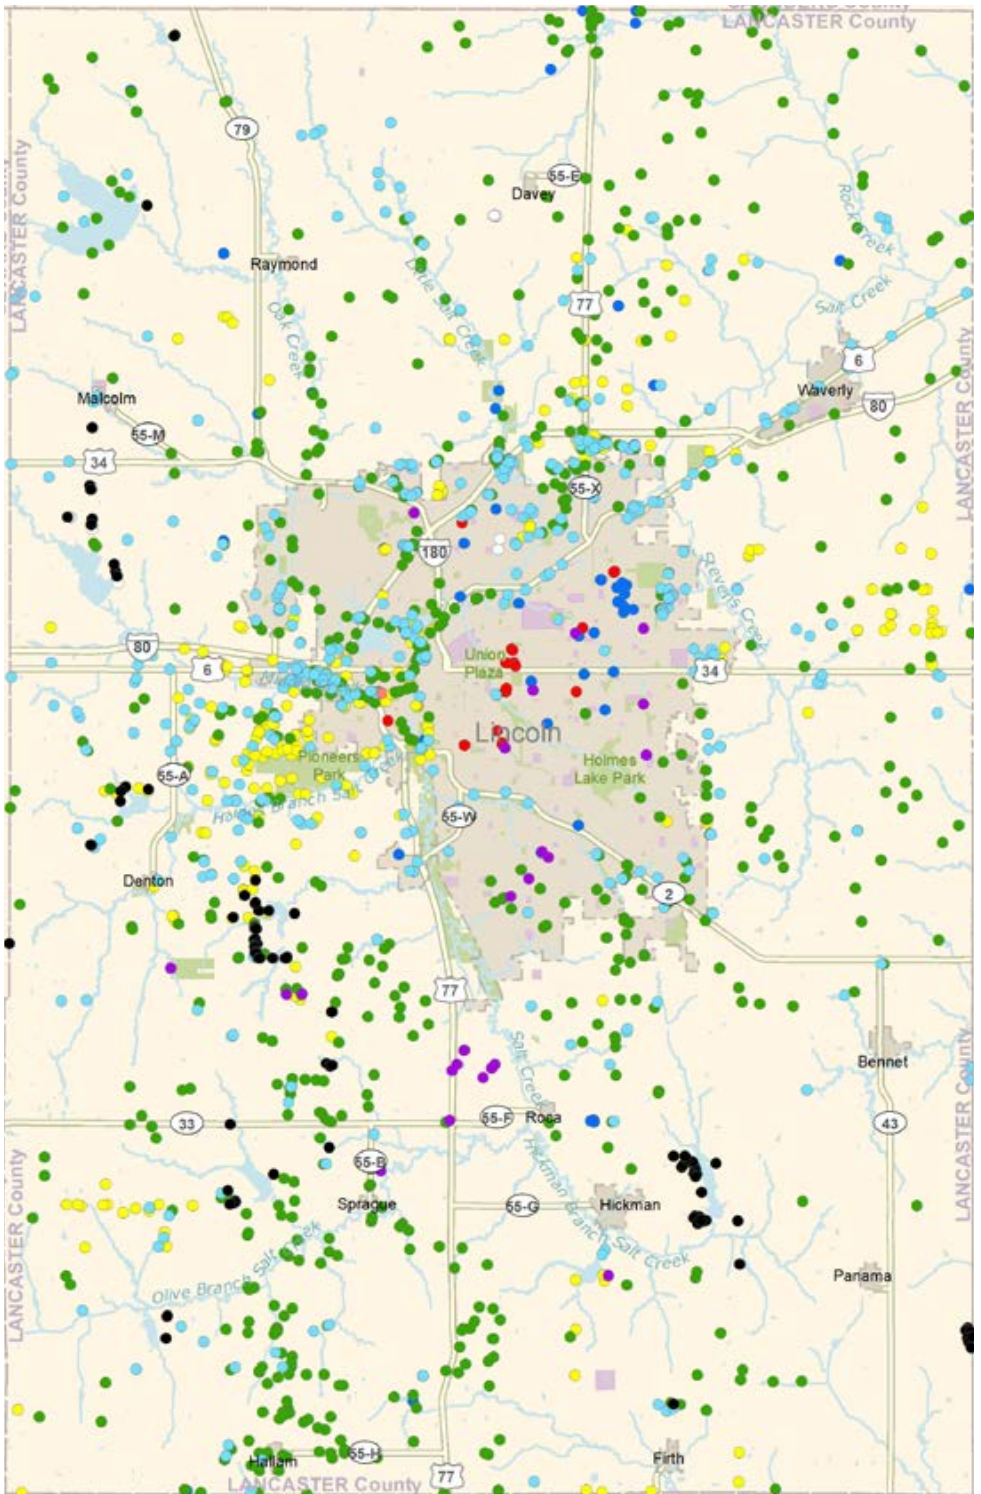 LANCASTER County
79
55-E
Davey
LANCASTER County
Rock Creek
Raymond
Little Salt Creek
Oak Creek
77
Salt Creek
6
Malcolm
Waverly
80
55-M
34
LANCASTER County
55-X
180
Stevens Creek
80
6
Union
Plaza
34
Lincoln
Pioneers
Park
Holmes
Lake Park
55-A
Haines Branch Salt Creek
55-W
Denton
2
77
Salt Creek
Bennet
LANCASTER County
33
55-F
Roca
43
55-B
Hickman Branch Salt Creek
LANCASTER County
Sprague
55-G
Hickman
Olive Branch Salt Creek
Panama
55-H
Hallam
Firth
77
LANCASTER County